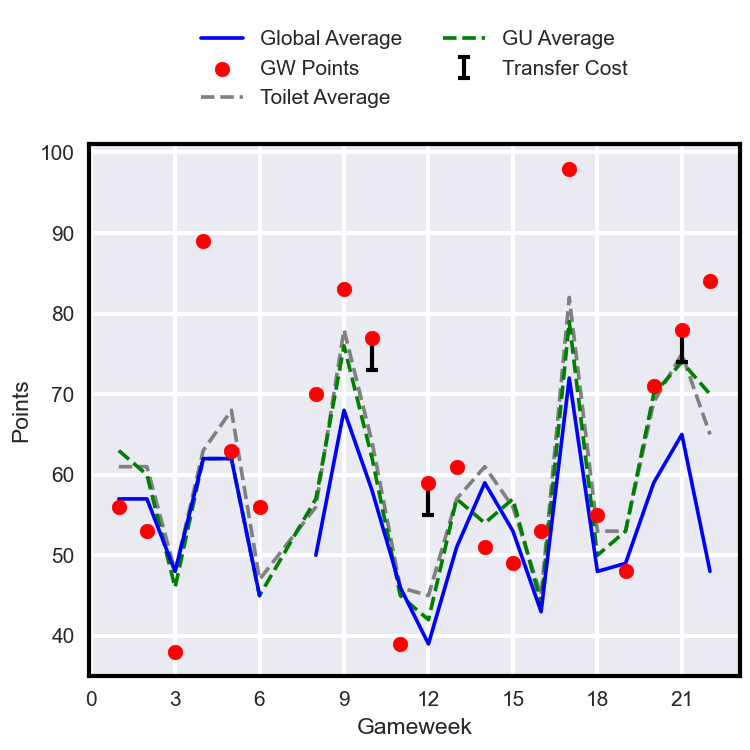 Global Average
GW Points
Toilet Average
GU Average
Transfer Cost
100
90
80
70
60
50
40
Points
0 3 6 9 12 15 18 21
Gameweek